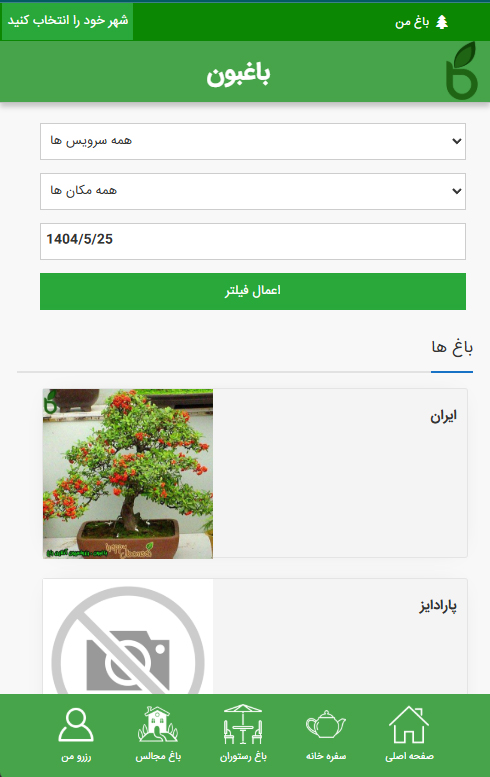 باغ من
شهر خود را انتخاب کنید
باغبون
همه سرویس ها
همه مکان ها
1404/5/25
اعمال فیلتر
باغ ها
ایران
پارادایز
صفحه اصلی
سفره خانه
باغ رستوران
باغ مجالس
رزرو من